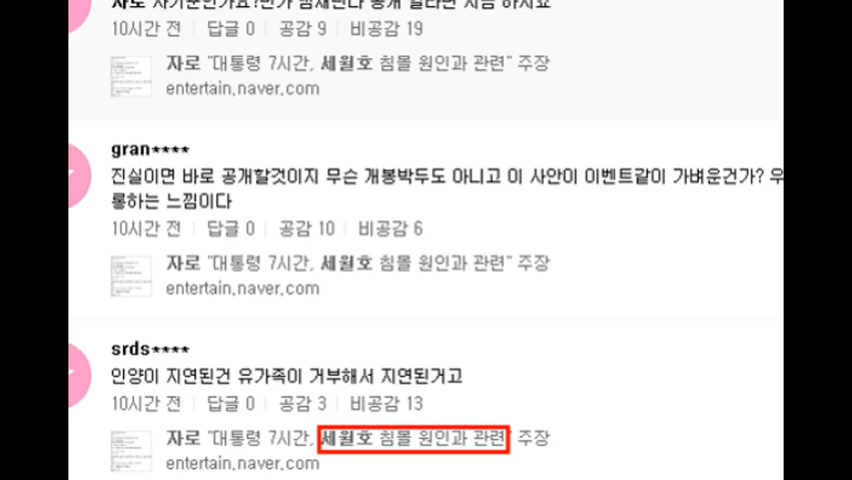 10시간 전 답글 0 공감 9 비공감 19
자로 "대통령 7시간, 세월호 침몰 원인과 관련" 주장
entertain.naver.com
gran****
진실이면 바로 공개할것이지 무슨 개봉박두도 아니고 이 사안이 이벤트같이 가벼운건가? 우
롱하는 느낌이다
10시간 전 답글 0 공감 10 비공감 6
자로 "대통령 7시간, 세월호 침몰 원인과 관련" 주장
entertain.naver.com
srds****
인양이 지연된건 유가족이 거부해서 지연된거고
10시간 전 답글 0 공감 3 비공감 13
자로 "대통령 7시간, 세월호 침몰 원인과 관련" 주장
entertain.naver.com